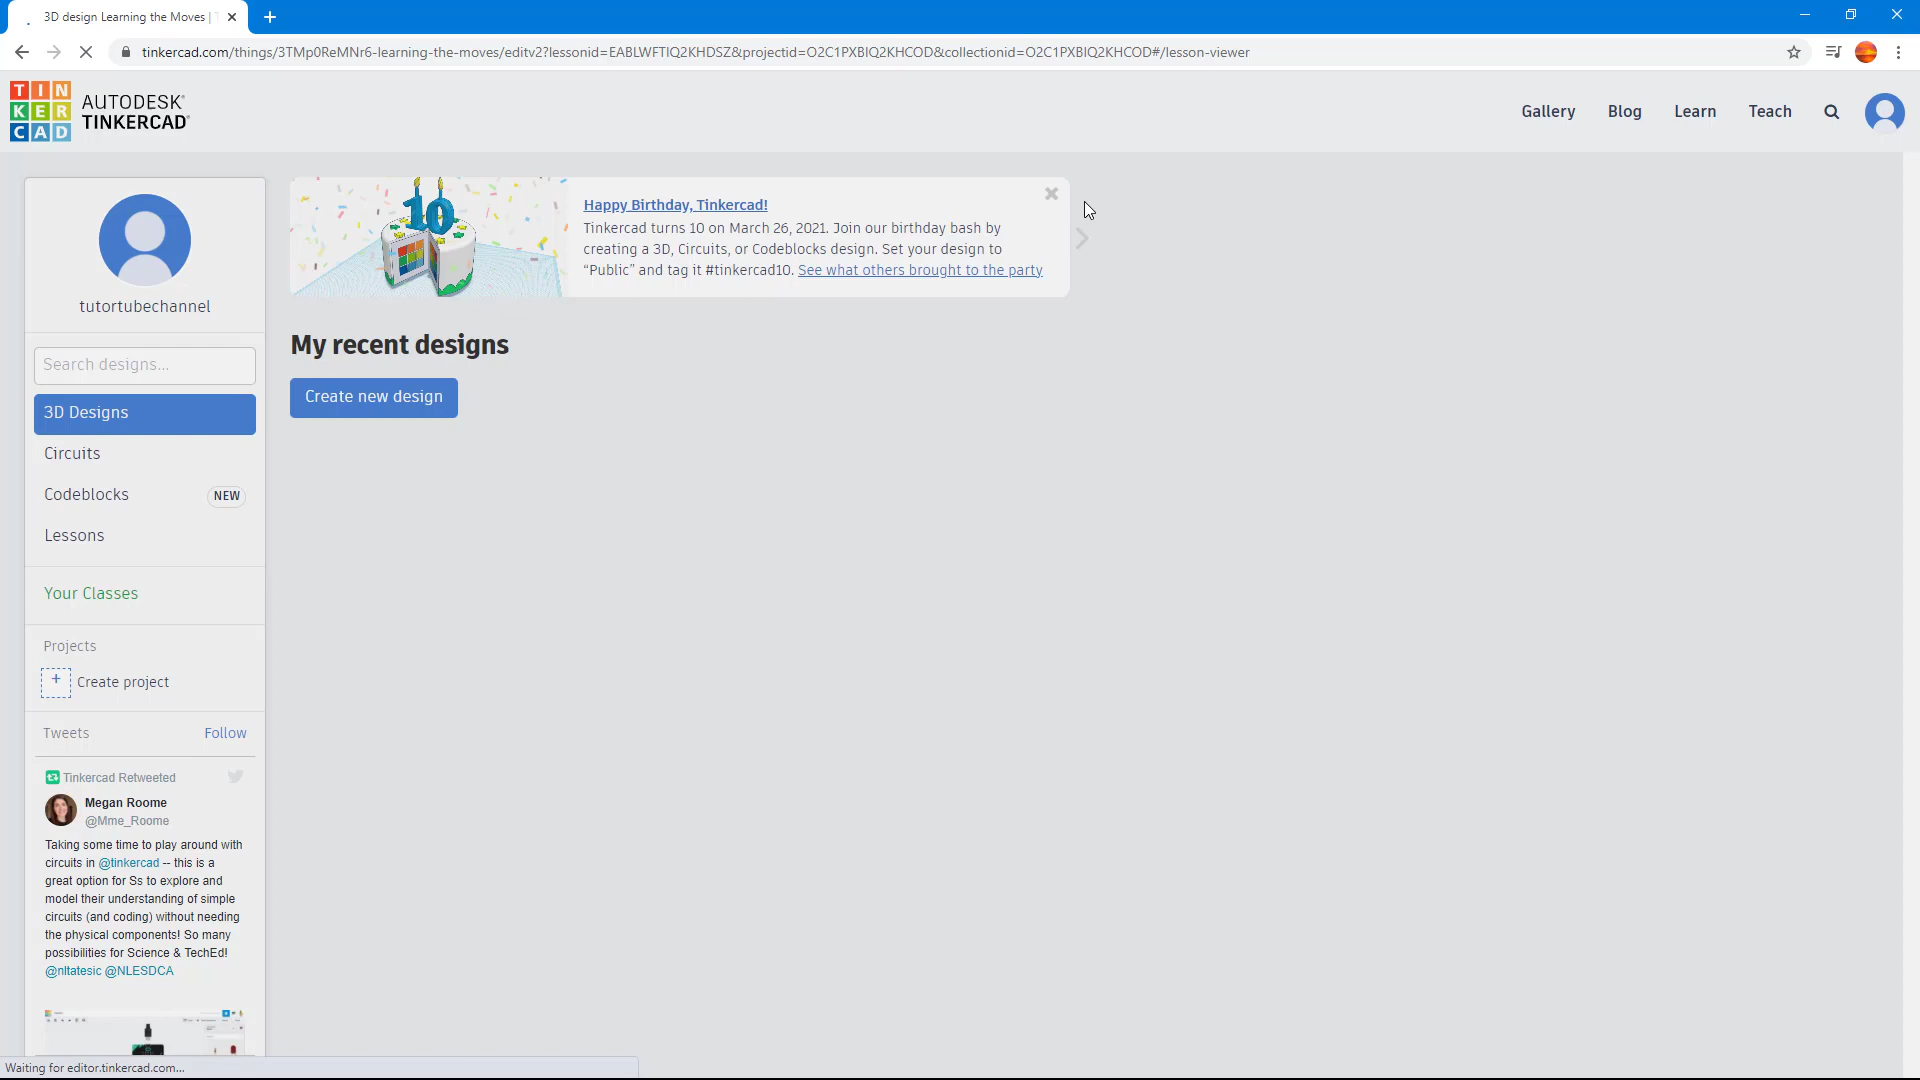 3D design Learning the Moves | T
tinkercad.com/things/3TMp0ReMNr6-learning-the-moves/editv2?lessonid=EABLWFTIQ2KHDSZ&projectid=O2C1PXBIQ2KHCOD&collectionid=O2C1PXBIQ2KHCOD#/lesson-viewer
TIN
KER
CAD
AUTODESK®
TINKERCAD®
Gallery
Blog
Learn
Teach
tutortubechannel
Search designs...
3D Designs
Circuits
Codeblocks
NEW
Lessons
Your Classes
Projects
+ Create project
Tweets
Follow
Tinkercad Retweeted
Megan Roome
@Mme_Roome
Taking some time to play around with
circuits in @tinkercad -- this is a
great option for Ss to explore and
model their understanding of simple
circuits (and coding) without needing
the physical components! So many
possibilities for Science & TechEd!
@nltatesic @NLESDCA
10
Happy Birthday, Tinkercad!
Tinkercad turns 10 on March 26, 2021. Join our birthday bash by
creating a 3D, Circuits, or Codeblocks design. Set your design to
“Public” and tag it #tinkercad10. See what others brought to the party
My recent designs
Create new design
Waiting for editor.tinkercad.com...